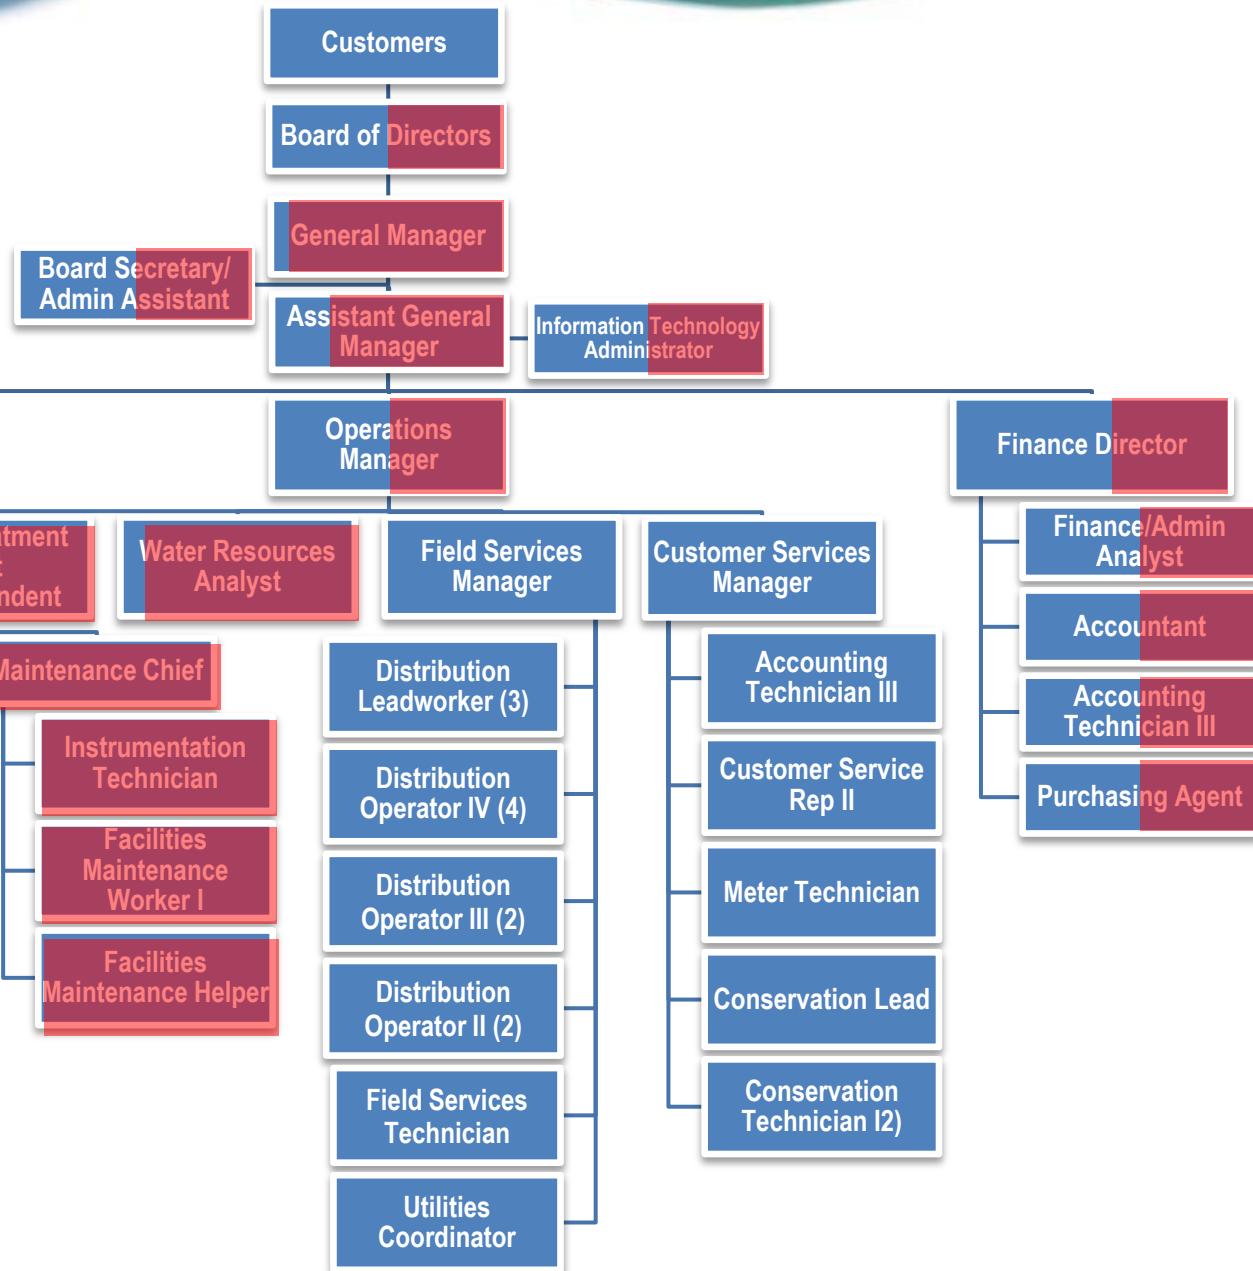 Customers
Board of Directors
General Manager
Board Secretary/
Admin Assistant
Assistant General
Manager
Information Technology
Administrator
Operations
Manager
Finance Director
Water Resources
Analyst
Field Services
Manager
Customer Services
Manager
Maintenance Chief
Instrumentation
Technician
Facilities
Maintenance
Worker I
Facilities
Maintenance Helper
Distribution
Leadworker (3)
Distribution
Operator IV (4)
Distribution
Operator III (2)
Distribution
Operator II (2)
Field Services
Technician
Utilities
Coordinator
Accounting
Technician III
Customer Service
Rep II
Meter Technician
Conservation Lead
Conservation
Technician I2)
Finance/Admin
Analyst
Accountant
Accounting
Technician III
Purchasing Agent